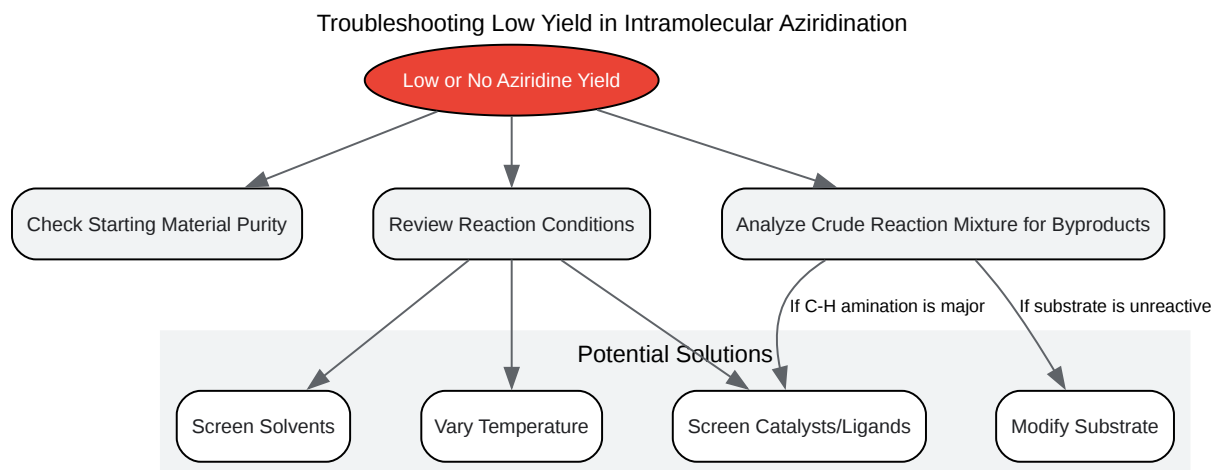 Troubleshooting Low Yield in Intramolecular Aziridination
Low or No Aziridine Yield
Check Starting Material Purity
Review Reaction Conditions
Analyze Crude Reaction Mixture for Byproducts
If C-H amination is major
If substrate is unreactive
Potential Solutions
Screen Solvents
Vary Temperature
Screen Catalysts/Ligands
Modify Substrate